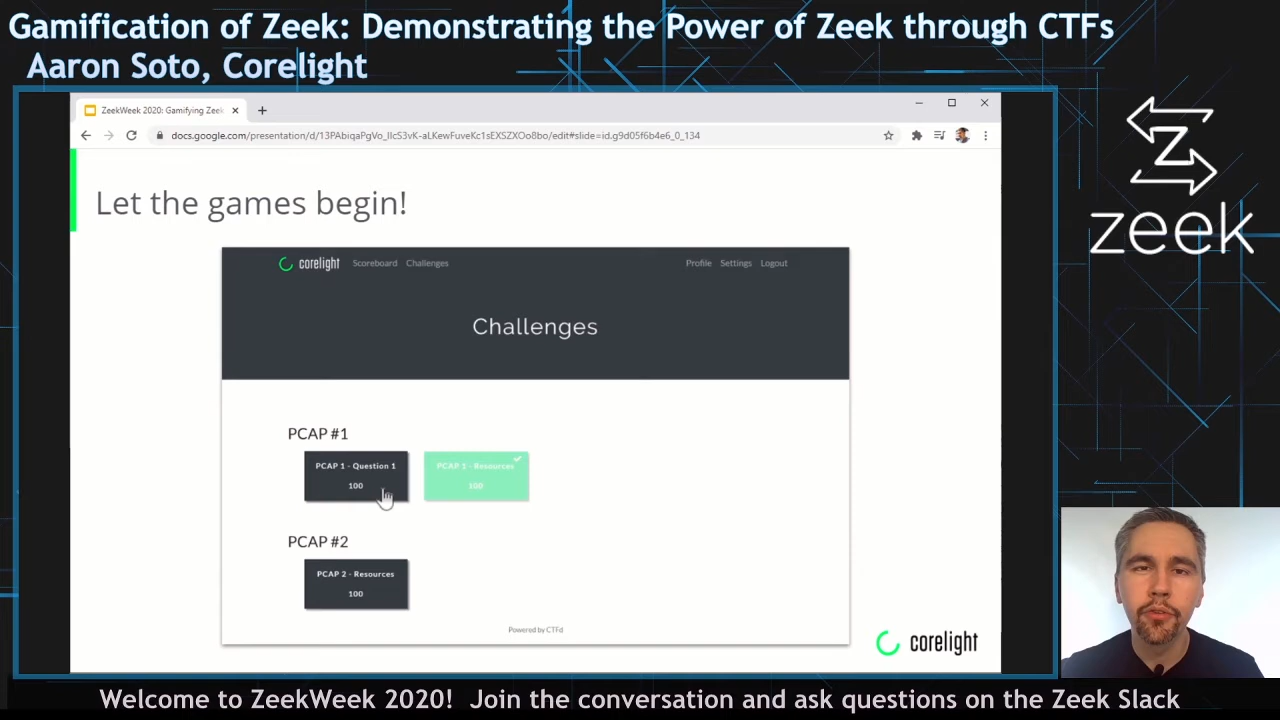 Gamification of Zeek: Demonstrating the Power of Zeek through CTFs
Aaron Soto, Corelight
ZeekWeek 2020: Gamifying Zeek
docs.google.com/presentation/d/13PAbiqaPgVo_IIcS3vK-aLKewFuveKc1sEXSZXOo8bo/edit#slide=id.g9d05f6b4e6_0_134
Let the games begin!
corelight Scoreboard Challenges Profile Settings Logout
Challenges
PCAP #1
PCAP 1 - Question 1
100
PCAP 1 - Resources
100
PCAP #2
PCAP 2 - Resources
100
Powered by CTFd
corelight
Z
zeek
Welcome to ZeekWeek 2020! Join the conversation and ask questions on the Zeek Slack